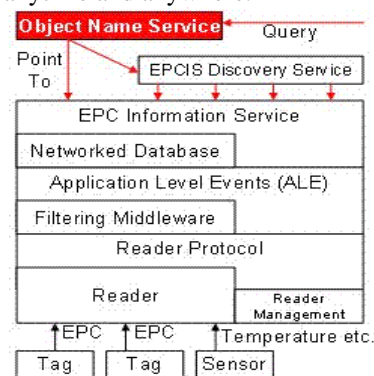 Object Name Service
Query
Point
To
EPCIS Discovery Service
EPC Information Service
Networked Database
Application Level Events (ALE)
Filtering Middleware
Reader Protocol
Reader
Reader
Management
EPC
EPC
Temperature etc.
Tag
Tag
Sensor